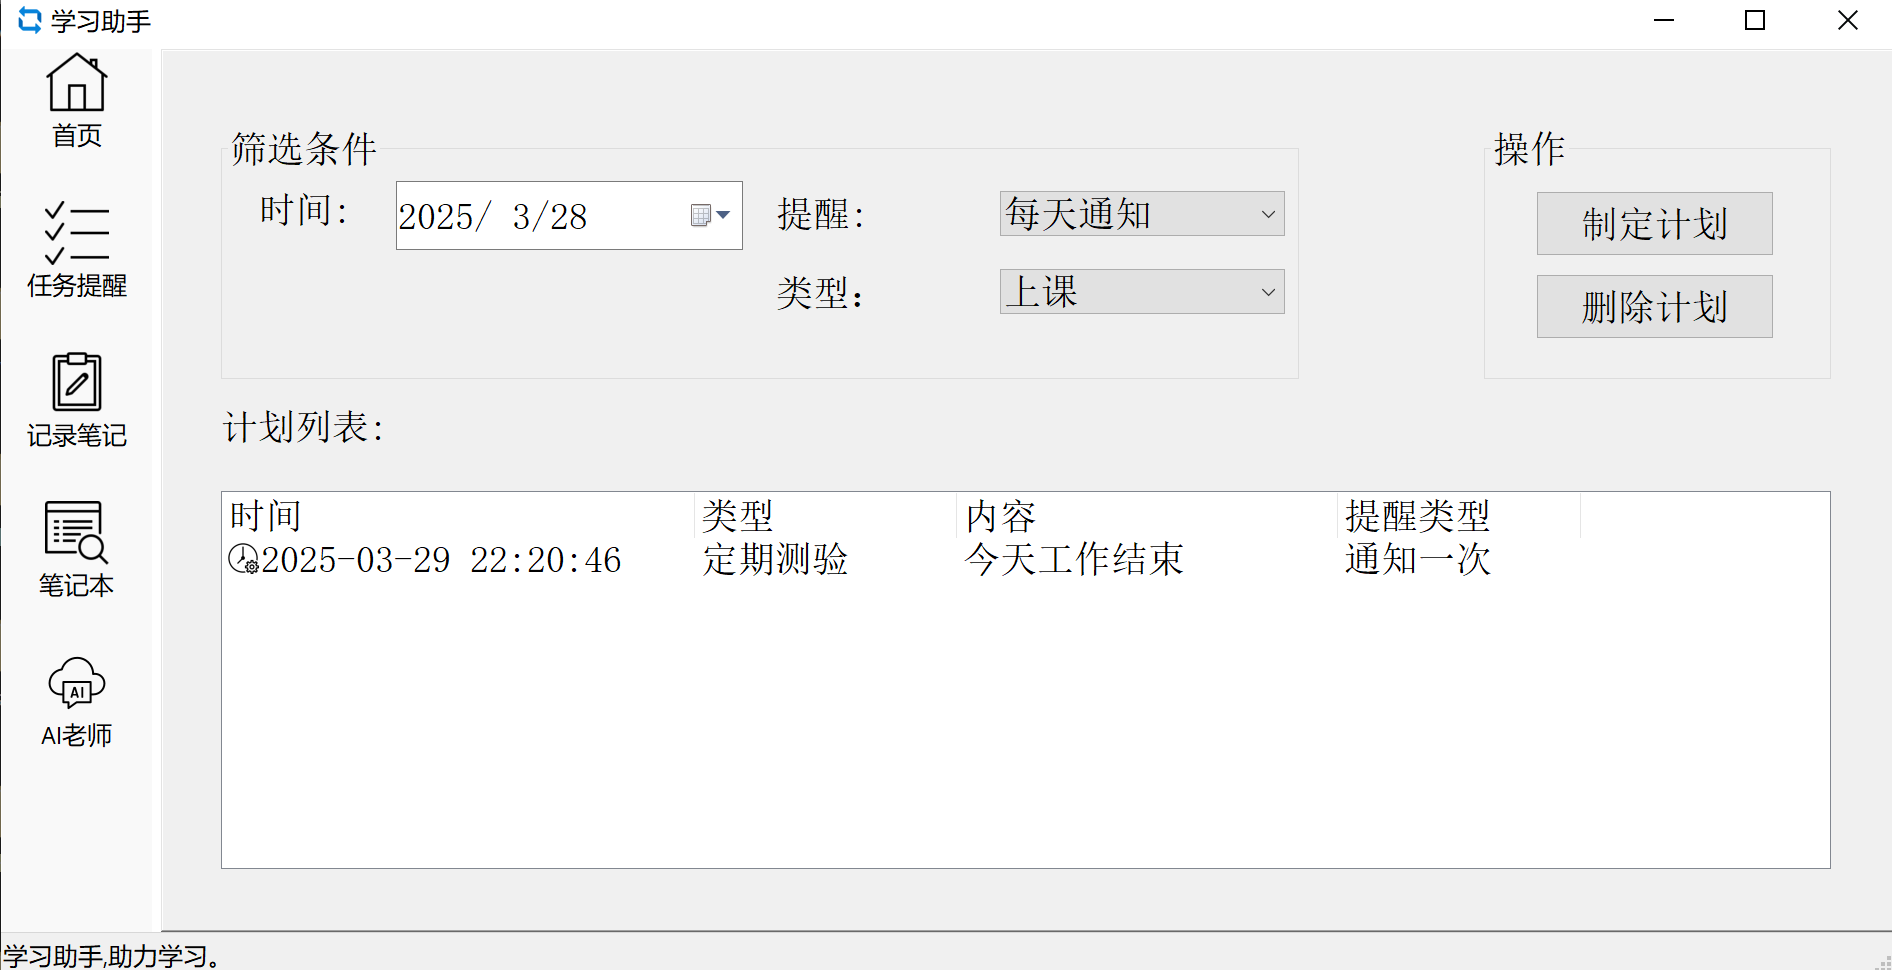 学习助手
首页
任务提醒
记录笔记
笔记本
AI
AI老师
筛选条件
时间: 2025/ 3/28 提醒: 每天通知
类型： 上课
操作
制定计划
删除计划
计划列表:
时间 类型 内容 提醒类型
2025-03-29 22:20:46 定期测验 今天工作结束 通知一次
学习助手,助力学习。